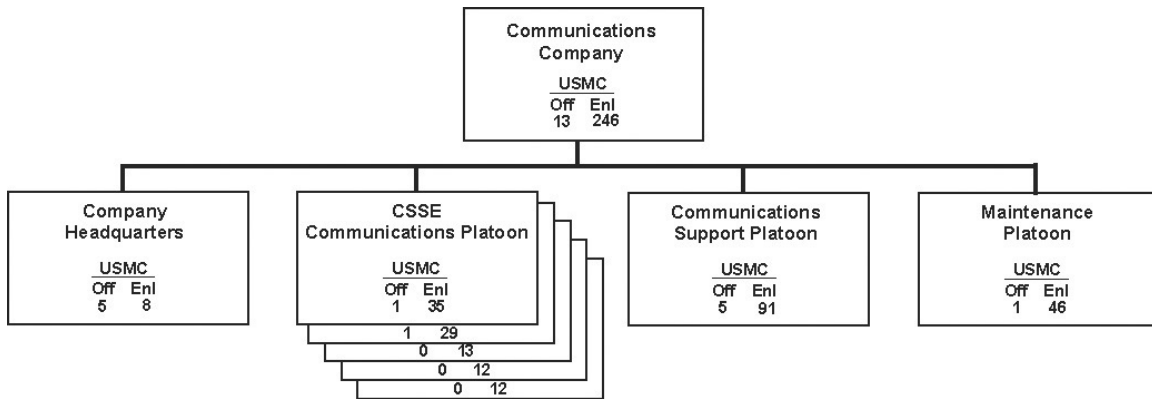 Communications
Company
USMC
Off Enl
13 246
Company
Headquarters
USMC
Off Enl
5 8
CSSE
Communications Platoon
USMC
Off Enl
1 35
1 29
0 13
0 12
0 12
Communications
Support Platoon
USMC
Off Enl
5 91
Maintenance
Platoon
USMC
Off Enl
1 46